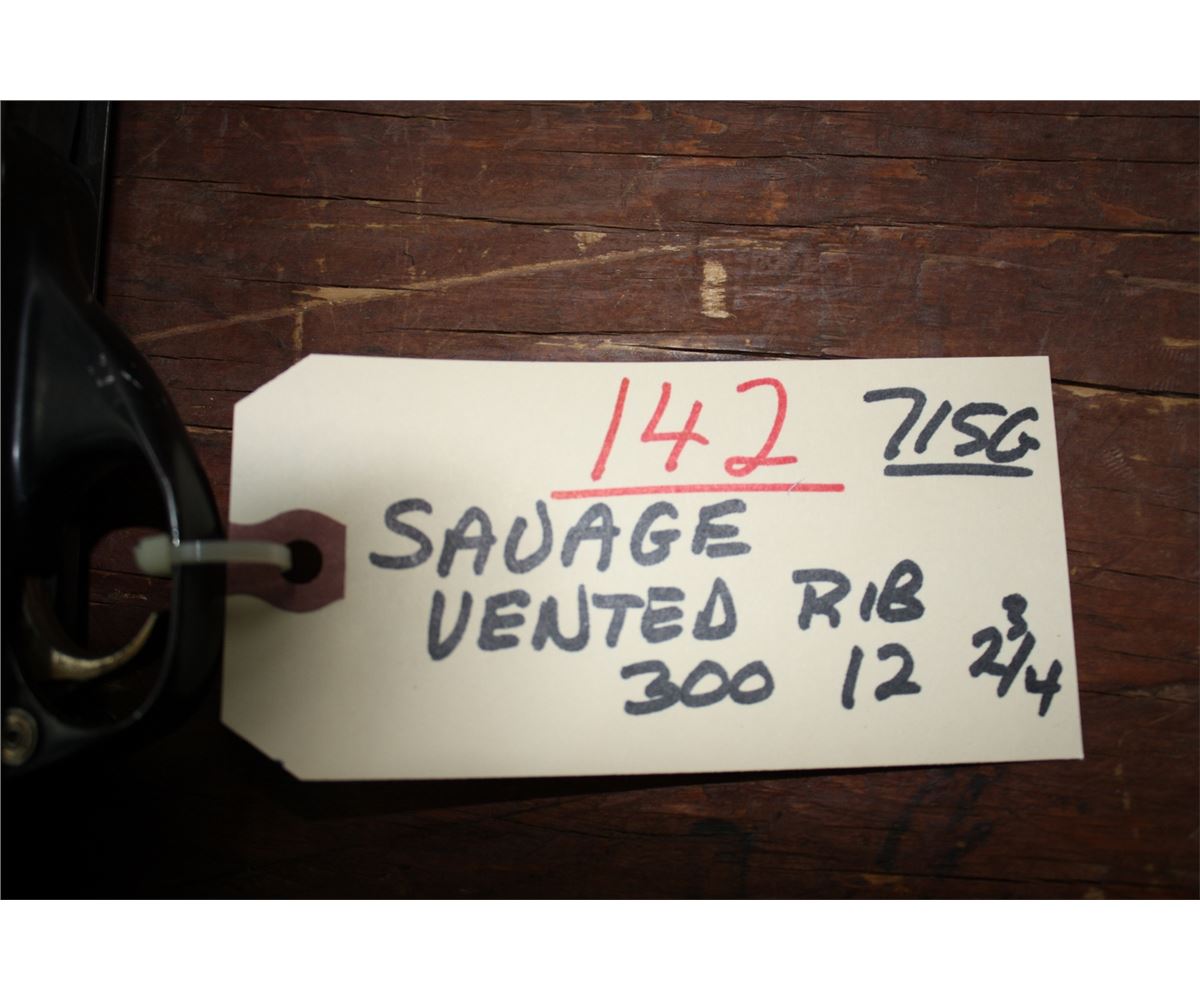 142 715G
SAVAGE
VENTED RIB
300 12 2 3/4